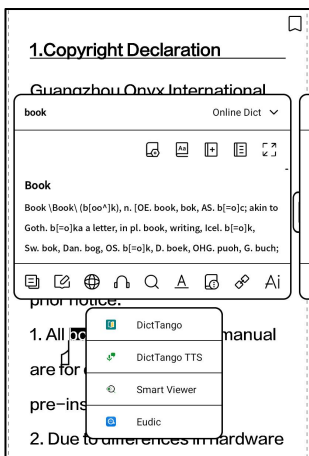 1.Copyright Declaration
Guangzhou Onyx International
book
Online Dict
Book
Book \Book\ (b[oo^]k), n. [OE. book, bok, AS. b[=o]c; akin to
Goth. b[=o]ka a letter, in pl. book, writing, Icel. b[=o]k,
Sw. bok, Dan. bog, OS. b[=o]k, D. boek, OHG. puoh, G. buch;
Ai
prior notice.
1. All bo manual
DictTango
DictTango TTS
are for
Smart Viewer
pre-ins
Eudic
2. Due to differences in hardware